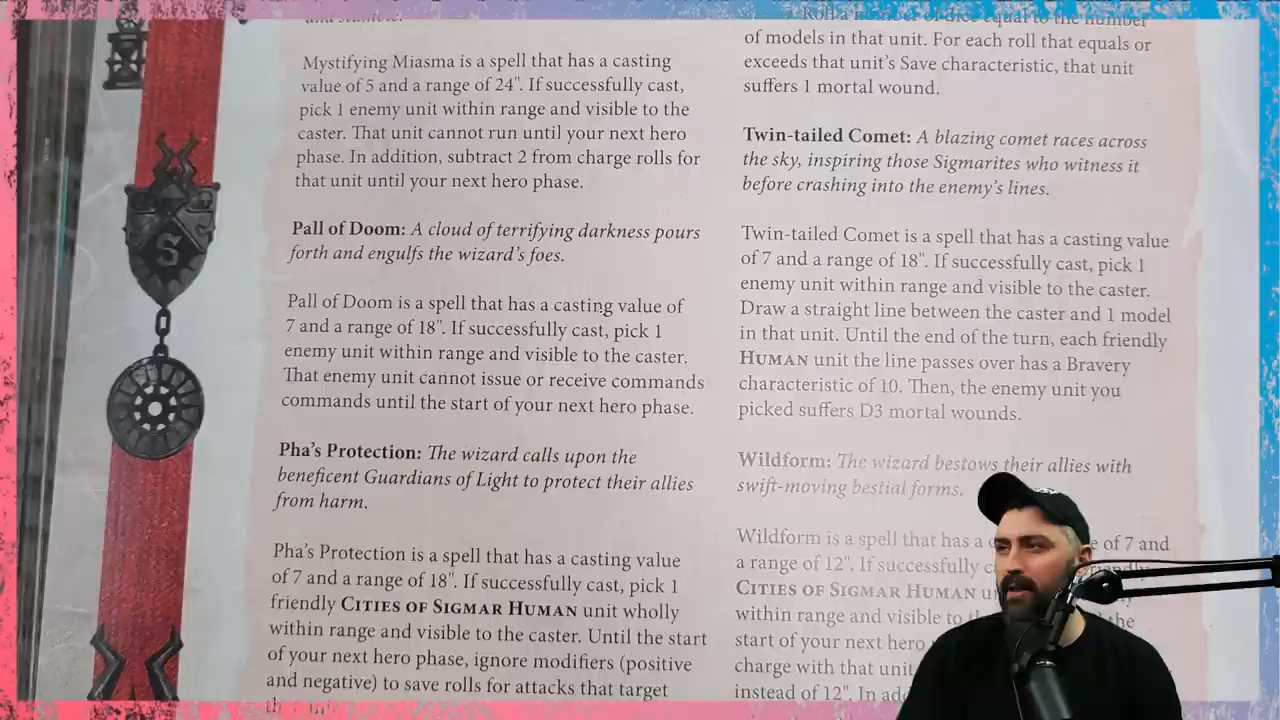 Mystifying Miasma is a spell that has a casting
value of 5 and a range of 24". If successfully cast,
pick 1 enemy unit within range and visible to the
caster. That unit cannot run until your next hero
phase. In addition, subtract 2 from charge rolls for
that unit until your next hero phase.
Pall of Doom: A cloud of terrifying darkness pours
forth and engulfs the wizard's foes.
Pall of Doom is a spell that has a casting value of
7 and a range of 18". If successfully cast, pick 1
enemy unit within range and visible to the caster.
That enemy unit cannot issue or receive commands
commands until the start of your next hero phase.
Pha's Protection: The wizard calls upon the
beneficent Guardians of Light to protect their allies
from harm.
Pha's Protection is a spell that has a casting value
of 7 and a range of 18". If successfully cast, pick 1
friendly CITIES OF SIGMAR HUMAN unit wholly
within range and visible to the caster. Until the start
of your next hero phase, ignore modifiers (positive
and negative) to save rolls for attacks that target
Roll a number of dice equal to the number
of models in that unit. For each roll that equals or
exceeds that unit's Save characteristic, that unit
suffers 1 mortal wound.
Twin-tailed Comet: A blazing comet races across
the sky, inspiring those Sigmarites who witness it
before crashing into the enemy's lines.
Twin-tailed Comet is a spell that has a casting value
of 7 and a range of 18". If successfully cast, pick 1
enemy unit within range and visible to the caster.
Draw a straight line between the caster and 1 model
in that unit. Until the end of the turn, each friendly
HUMAN unit the line passes over has a Bravery
characteristic of 10. Then, the enemy unit you
picked suffers D3 mortal wounds.
Wildform: The wizard bestows their allies with
swift-moving bestial forms.
Wildform is a spell that has a of 7 and
a range of 12". If successfully
CITIES OF SIGMAR HUMAN
within range and visible to the
start of your next hero
charge with that unit
instead of 12". In
S